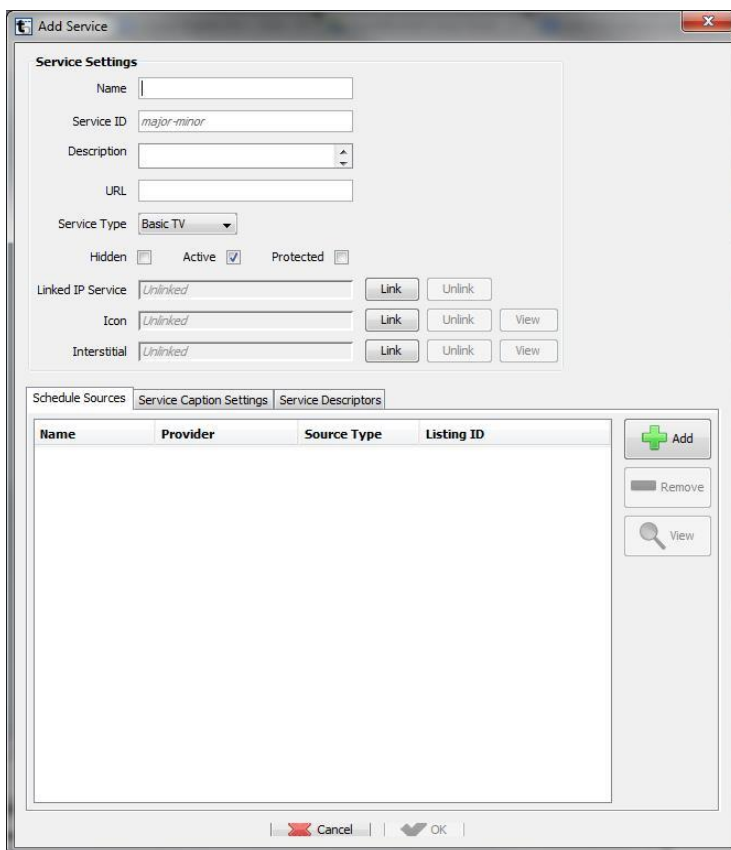 Add Service
Service Settings
Name
Service ID major-minor
Description
URL
Service Type Basic TV
Hidden Active Protected
Linked IP Service Unlinked Link Unlink
Icon Unlinked Link Unlink View
Interstitial Unlinked Link Unlink View
Schedule Sources Service Caption Settings Service Descriptors
Name Provider Source Type Listing ID
Add
Remove
View
Cancel OK